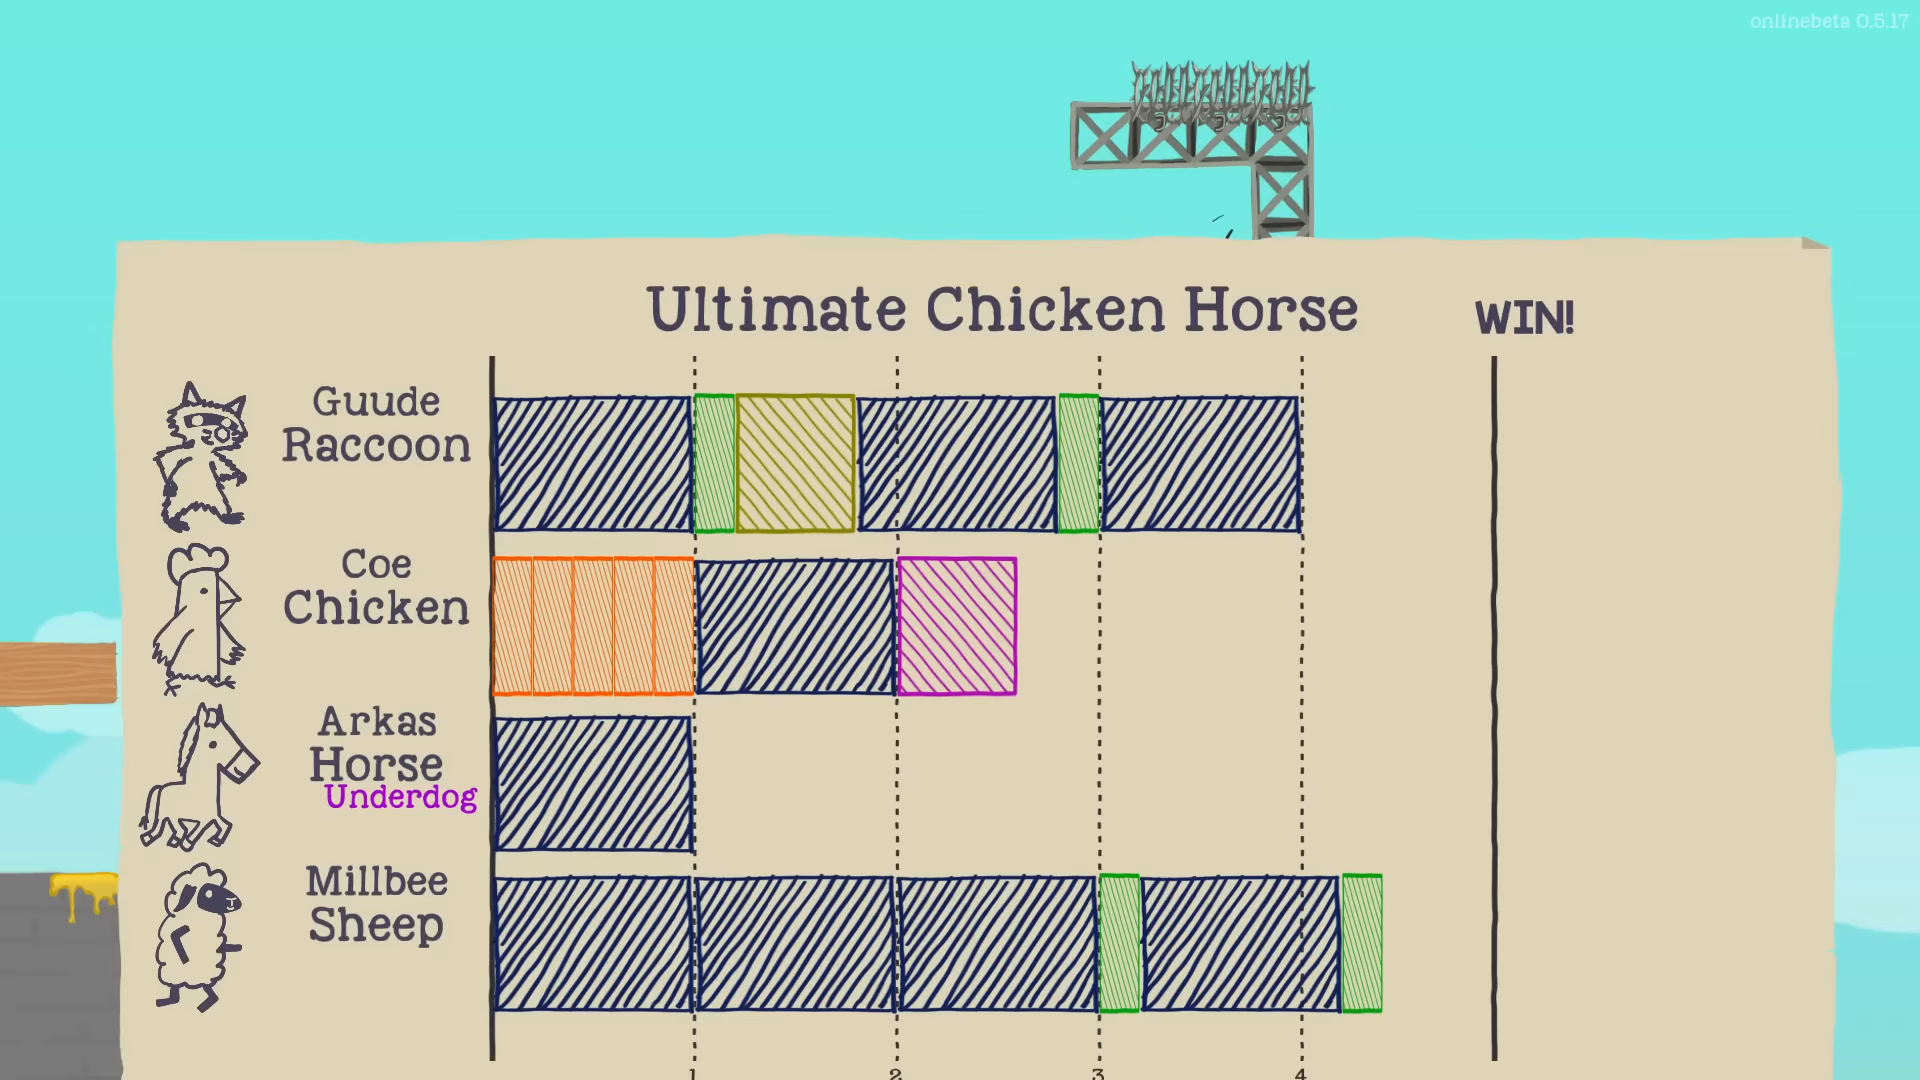 onlinebeta 0.5.17
Ultimate Chicken Horse
WIN!
Guude
Raccoon
Coe
Chicken
Arkas
Horse
Underdog
Millbee
Sheep
1 2 3 4